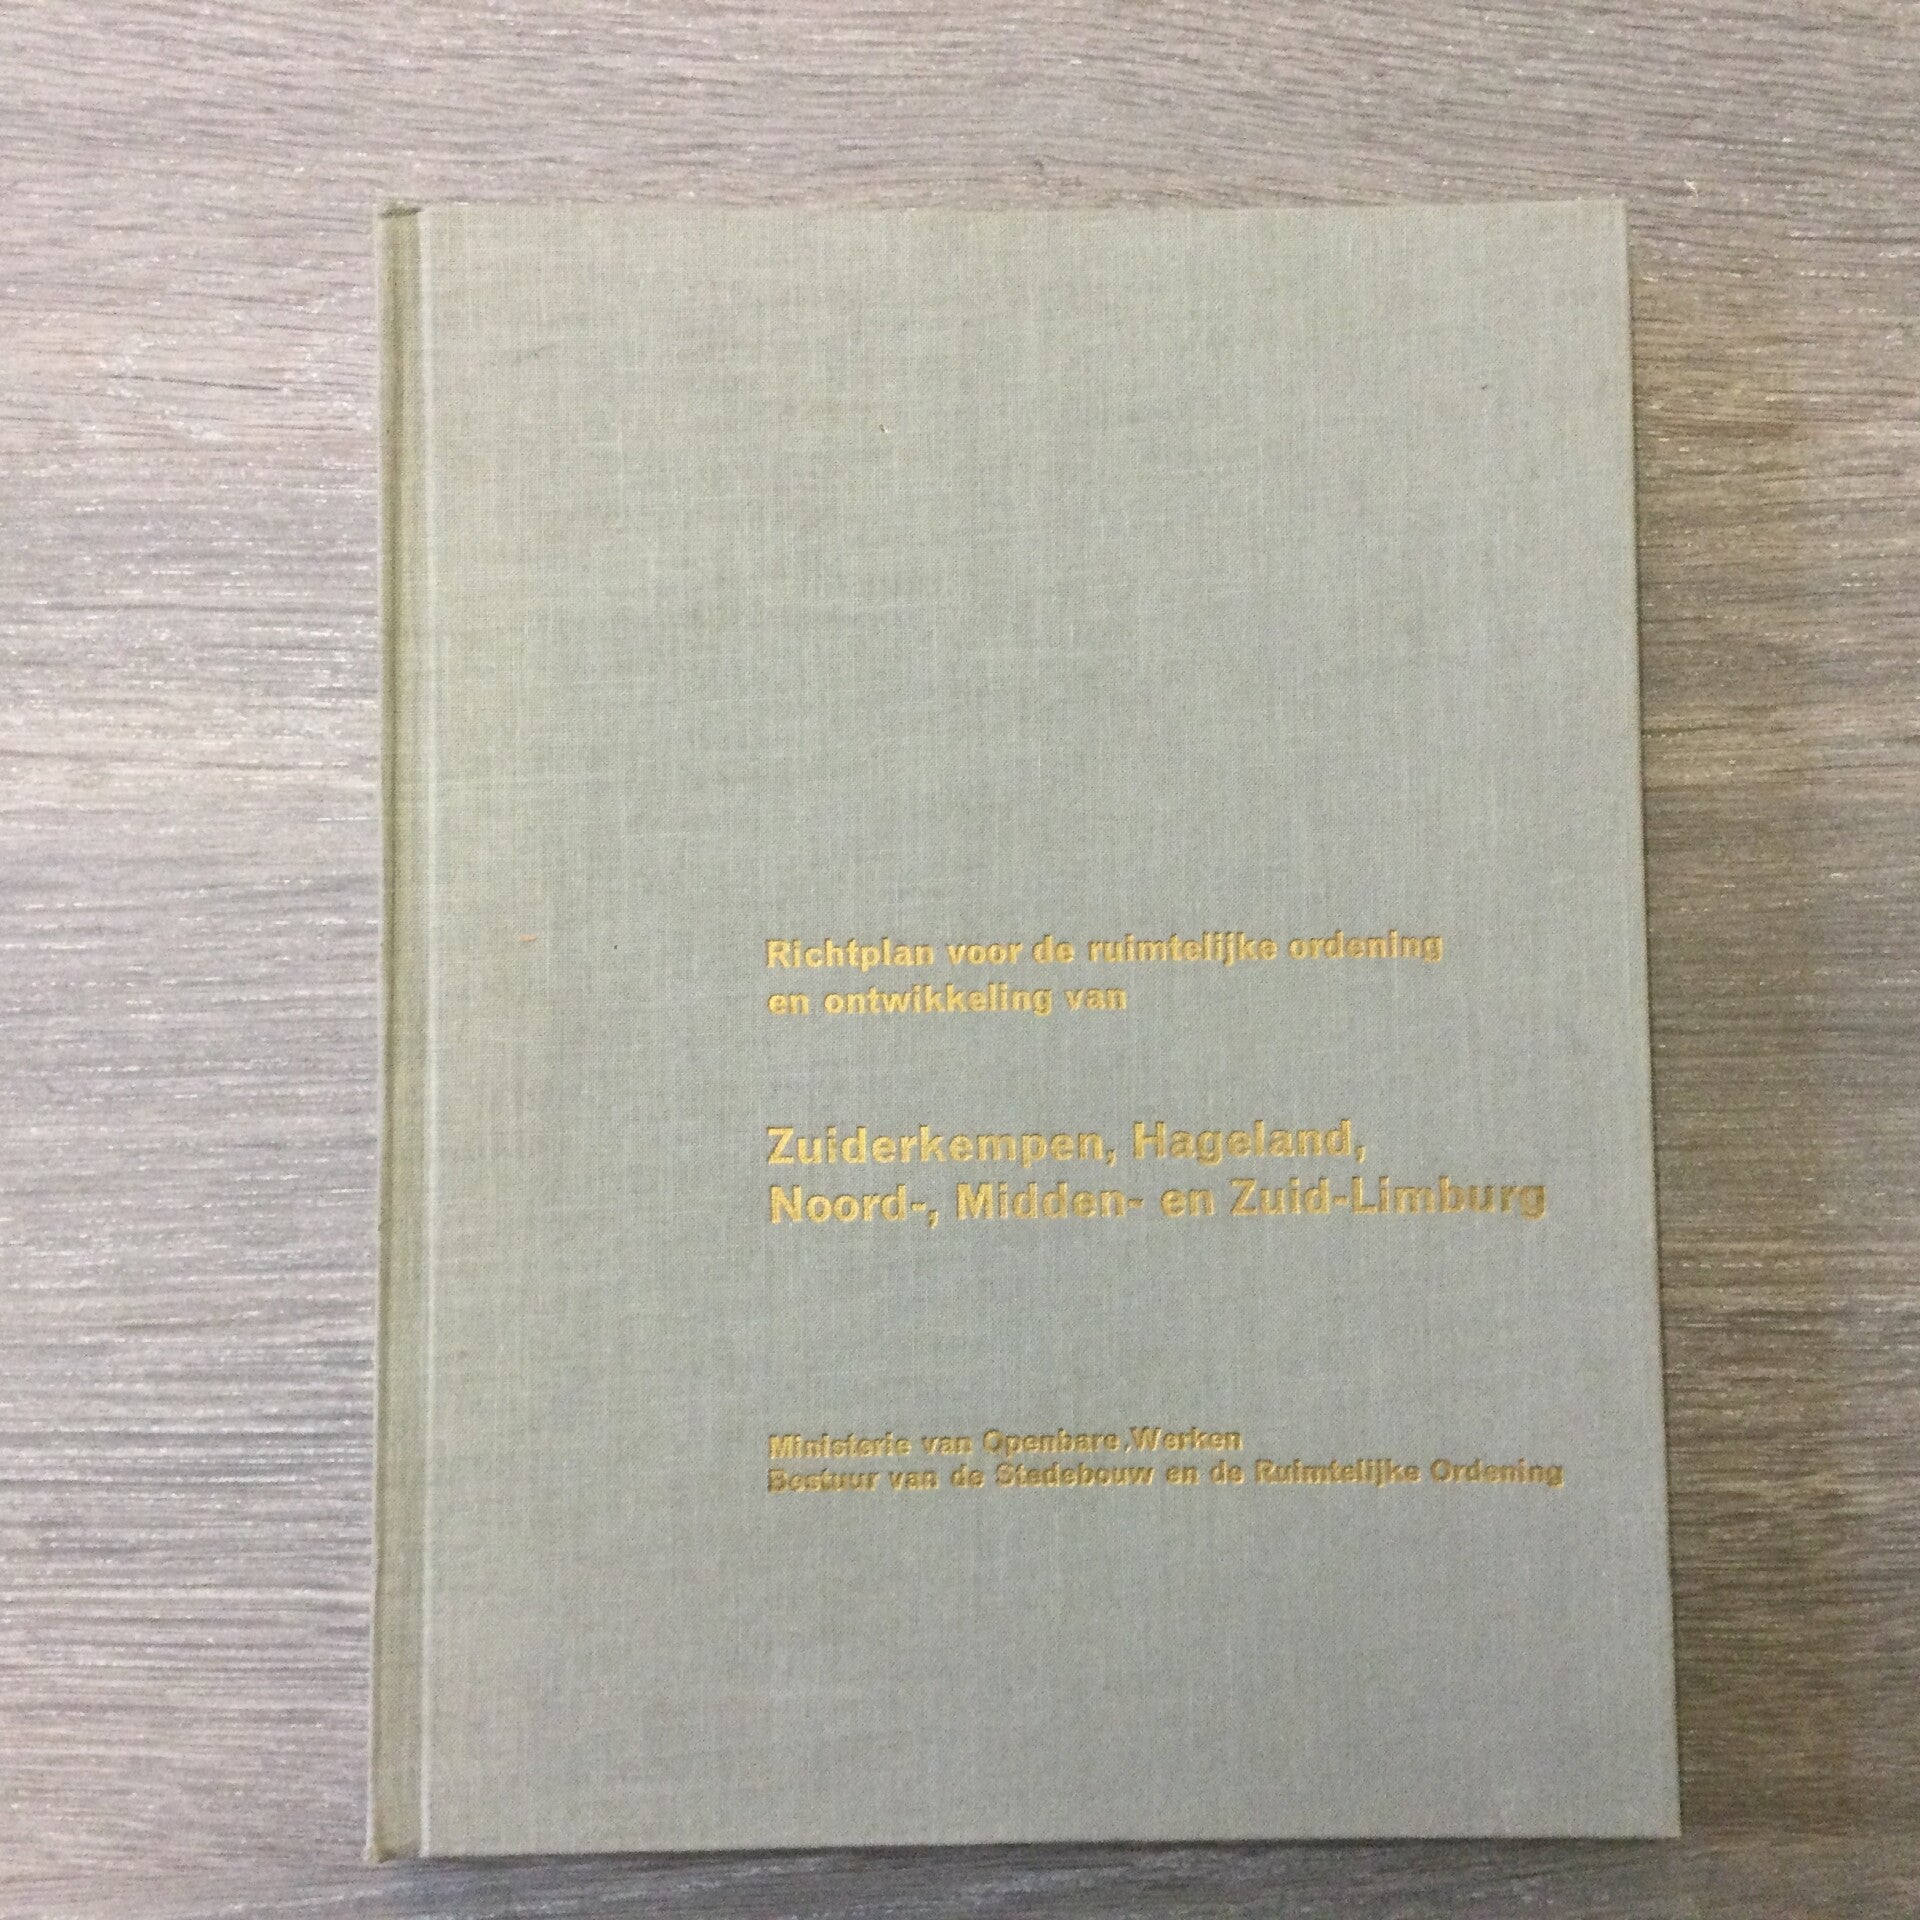 Richtplan voor de ruimtelijke ordening
en ontwikkeling van
Zuiderkempen, Hageland,
Noord-, Midden- en Zuid-Limburg
Ministerie van Openbare Werken
Bestuur van de Stedebouw en de Ruimtelijke Ordening